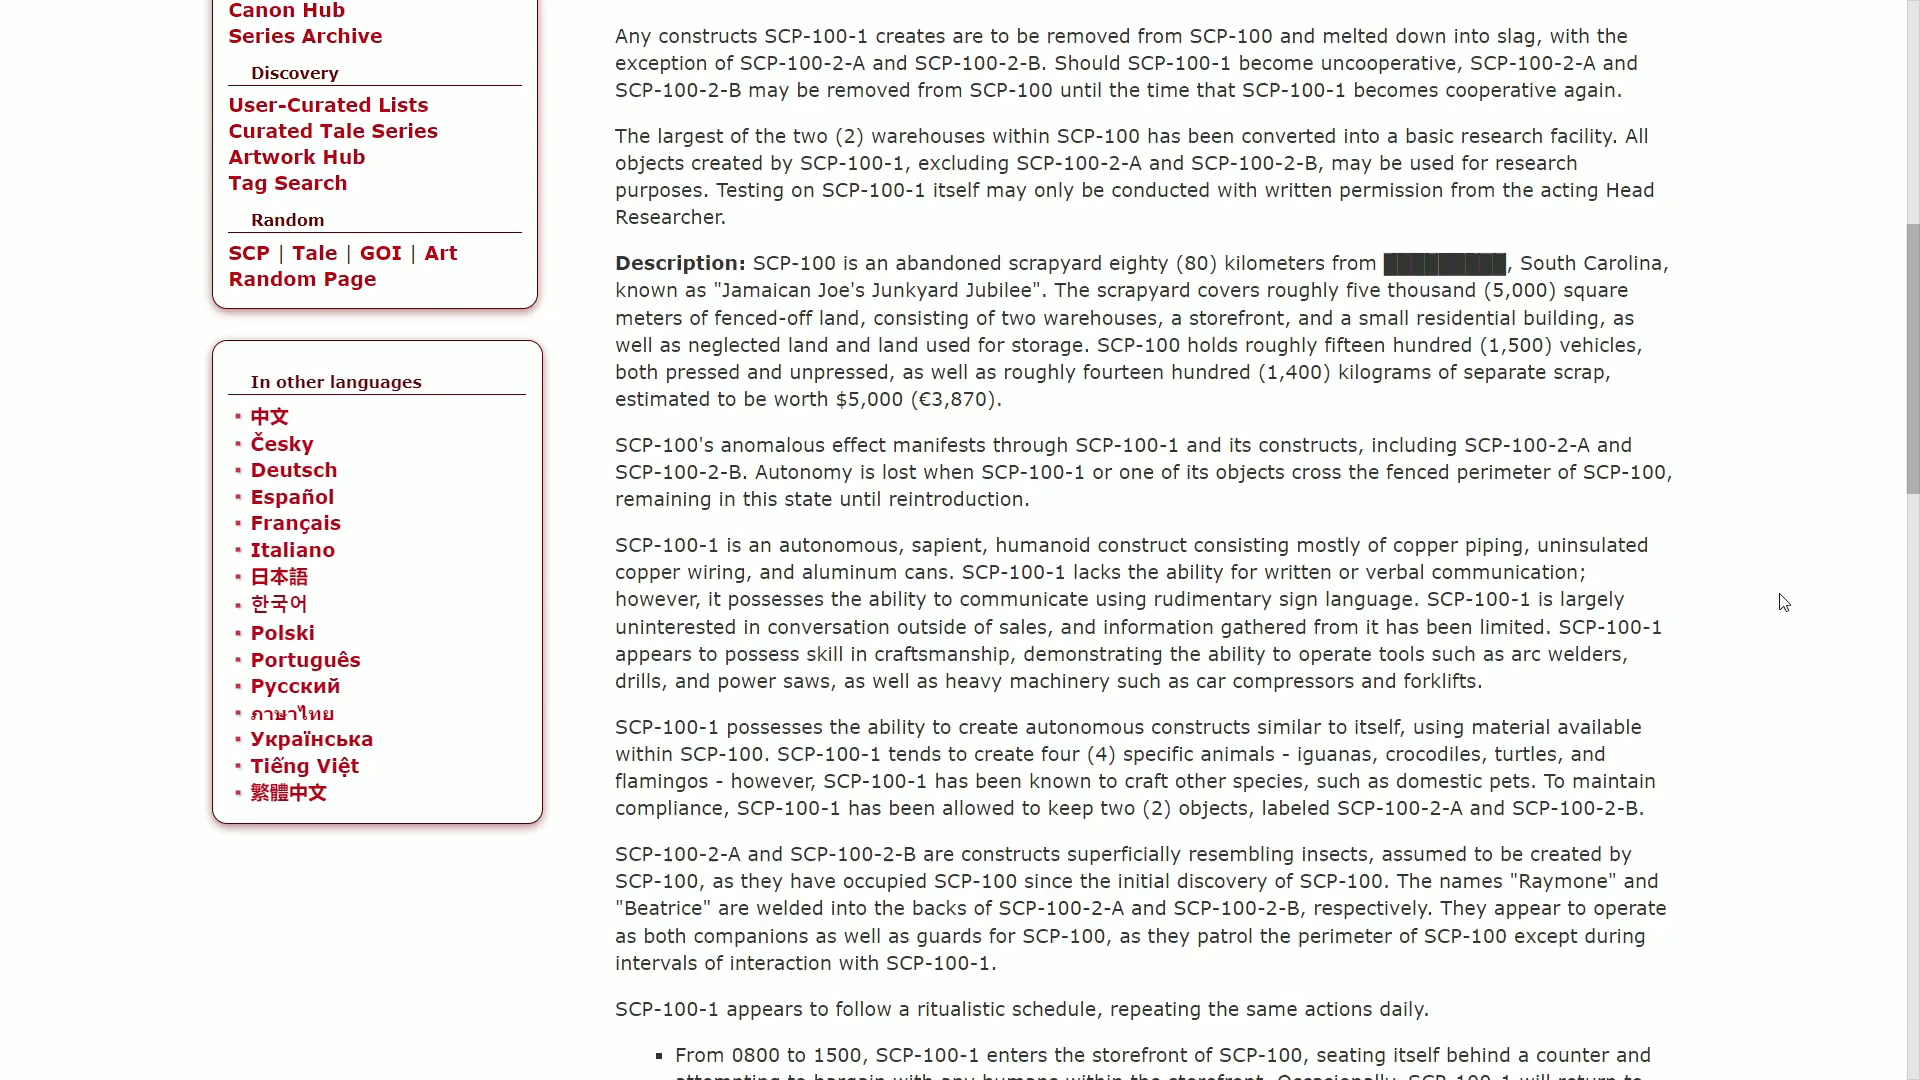 Canon Hub
Series Archive
Discovery
User-Curated Lists
Curated Tale Series
Artwork Hub
Tag Search
Random
SCP | Tale | GOI | Art
Random Page
In other languages
中文
Česky
Deutsch
Español
Français
Italiano
日本語
한국어
Polski
Português
Русский
ภาษาไทย
Українська
Tiếng Việt
繁體中文
Any constructs SCP-100-1 creates are to be removed from SCP-100 and melted down into slag, with the
exception of SCP-100-2-A and SCP-100-2-B. Should SCP-100-1 become uncooperative, SCP-100-2-A and
SCP-100-2-B may be removed from SCP-100 until the time that SCP-100-1 becomes cooperative again.
The largest of the two (2) warehouses within SCP-100 has been converted into a basic research facility. All
objects created by SCP-100-1, excluding SCP-100-2-A and SCP-100-2-B, may be used for research
purposes. Testing on SCP-100-1 itself may only be conducted with written permission from the acting Head
Researcher.
Description: SCP-100 is an abandoned scrapyard eighty (80) kilometers from █████████, South Carolina,
known as "Jamaican Joe's Junkyard Jubilee". The scrapyard covers roughly five thousand (5,000) square
meters of fenced-off land, consisting of two warehouses, a storefront, and a small residential building, as
well as neglected land and land used for storage. SCP-100 holds roughly fifteen hundred (1,500) vehicles,
both pressed and unpressed, as well as roughly fourteen hundred (1,400) kilograms of separate scrap,
estimated to be worth $5,000 (€3,870).
SCP-100's anomalous effect manifests through SCP-100-1 and its constructs, including SCP-100-2-A and
SCP-100-2-B. Autonomy is lost when SCP-100-1 or one of its objects cross the fenced perimeter of SCP-100,
remaining in this state until reintroduction.
SCP-100-1 is an autonomous, sapient, humanoid construct consisting mostly of copper piping, uninsulated
copper wiring, and aluminum cans. SCP-100-1 lacks the ability for written or verbal communication;
however, it possesses the ability to communicate using rudimentary sign language. SCP-100-1 is largely
uninterested in conversation outside of sales, and information gathered from it has been limited. SCP-100-1
appears to possess skill in craftsmanship, demonstrating the ability to operate tools such as arc welders,
drills, and power saws, as well as heavy machinery such as car compressors and forklifts.
SCP-100-1 possesses the ability to create autonomous constructs similar to itself, using material available
within SCP-100. SCP-100-1 tends to create four (4) specific animals - iguanas, crocodiles, turtles, and
flamingos - however, SCP-100-1 has been known to craft other species, such as domestic pets. To maintain
compliance, SCP-100-1 has been allowed to keep two (2) objects, labeled SCP-100-2-A and SCP-100-2-B.
SCP-100-2-A and SCP-100-2-B are constructs superficially resembling insects, assumed to be created by
SCP-100, as they have occupied SCP-100 since the initial discovery of SCP-100. The names "Raymone" and
"Beatrice" are welded into the backs of SCP-100-2-A and SCP-100-2-B, respectively. They appear to operate
as both companions as well as guards for SCP-100, as they patrol the perimeter of SCP-100 except during
intervals of interaction with SCP-100-1.
SCP-100-1 appears to follow a ritualistic schedule, repeating the same actions daily.
From 0800 to 1500, SCP-100-1 enters the storefront of SCP-100, seating itself behind a counter and
attempting to bargain with any humans within the storefront. Occasionally, SCP-100-1 will return to